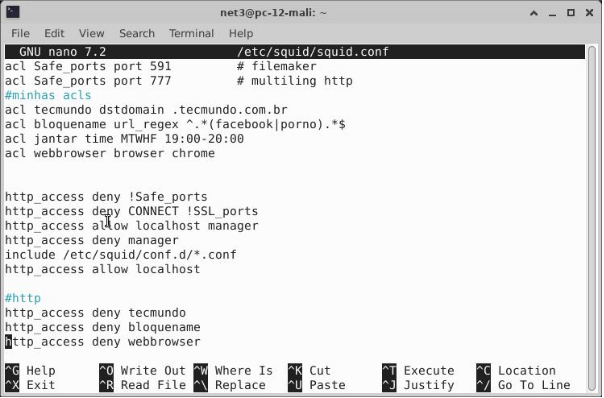 net3@pc-12-mali: ~
File Edit View Search Terminal Help
GNU nano 7.2 /etc/squid/squid.conf
acl Safe_ports port 591 # filemaker
acl Safe_ports port 777 # multiling http
#minhas acls
acl tecmundo dstdomain .tecmundo.com.br
acl bloquename url_regex ^.*(facebook|porno).*$
acl jantar time MTWHF 19:00-20:00
acl webbrowser browser chrome
http_access deny !Safe_ports
http_access deny CONNECT !SSL_ports
http_access allow localhost manager
http_access deny manager
include /etc/squid/conf.d/*.conf
http_access allow localhost
#http
http_access deny tecmundo
http_access deny bloquename
http_access deny webbrowser
^G Help ^O Write Out ^W Where Is ^K Cut ^T Execute ^C Location
^X Exit ^R Read File ^\ Replace ^U Paste ^J Justify ^/ Go To Line